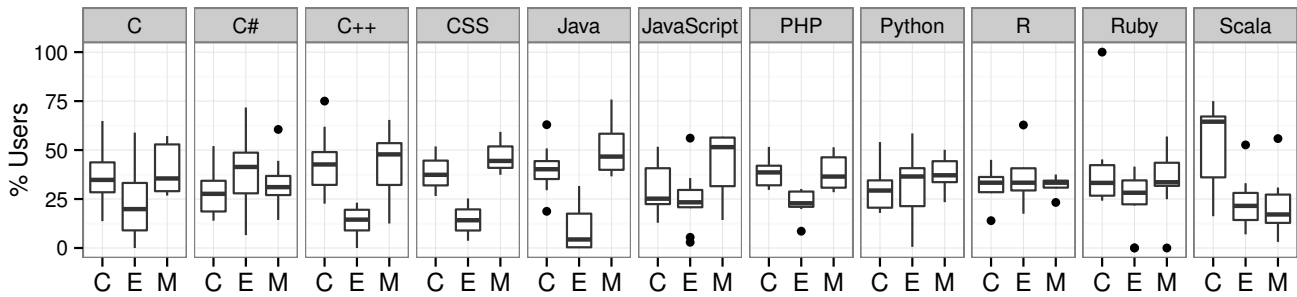 C C# C++ CSS Java JavaScript PHP Python R Ruby Scala
100
75
50
25
0
% Users
C E M C E M C E M C E M C E M C E M C E M C E M C E M C E M C E M